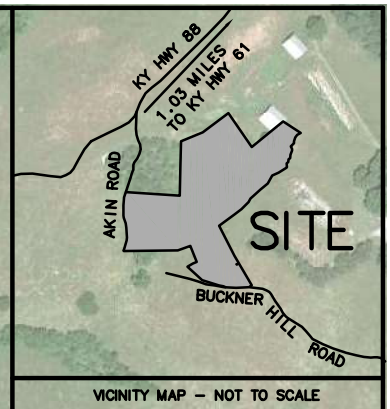 KY HWY 88
1.03 MILES
TO KY HWY 61
AKIN ROAD
SITE
BUCKNER HILL ROAD
VICINITY MAP – NOT TO SCALE